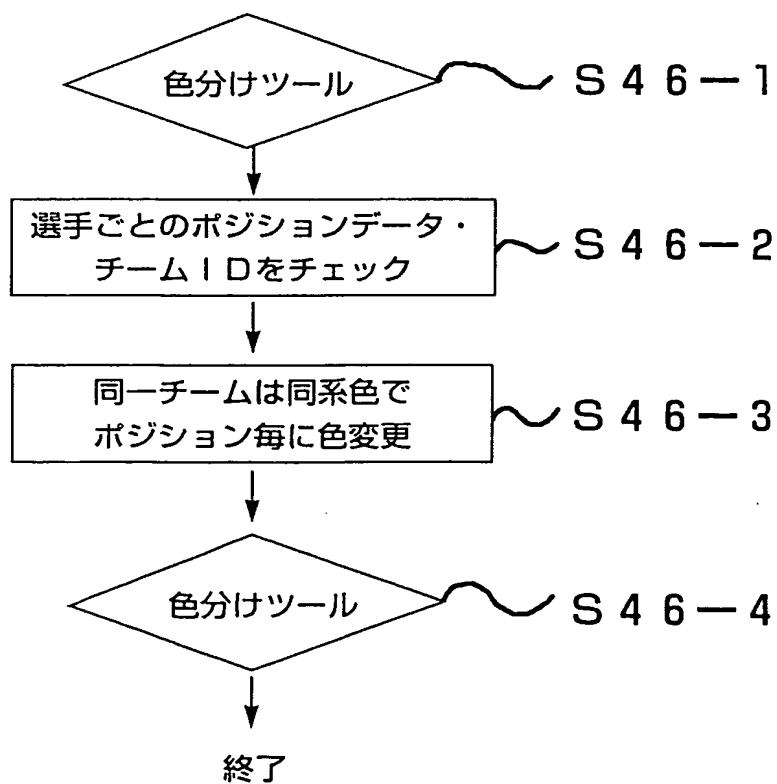 色分けツール
S46―1
選手ごとのポジションデータ・
チームIDをチェック
S46―2
同一チームは同系色で
ポジション毎に色変更
S46―3
色分けツール
S46―4
終了